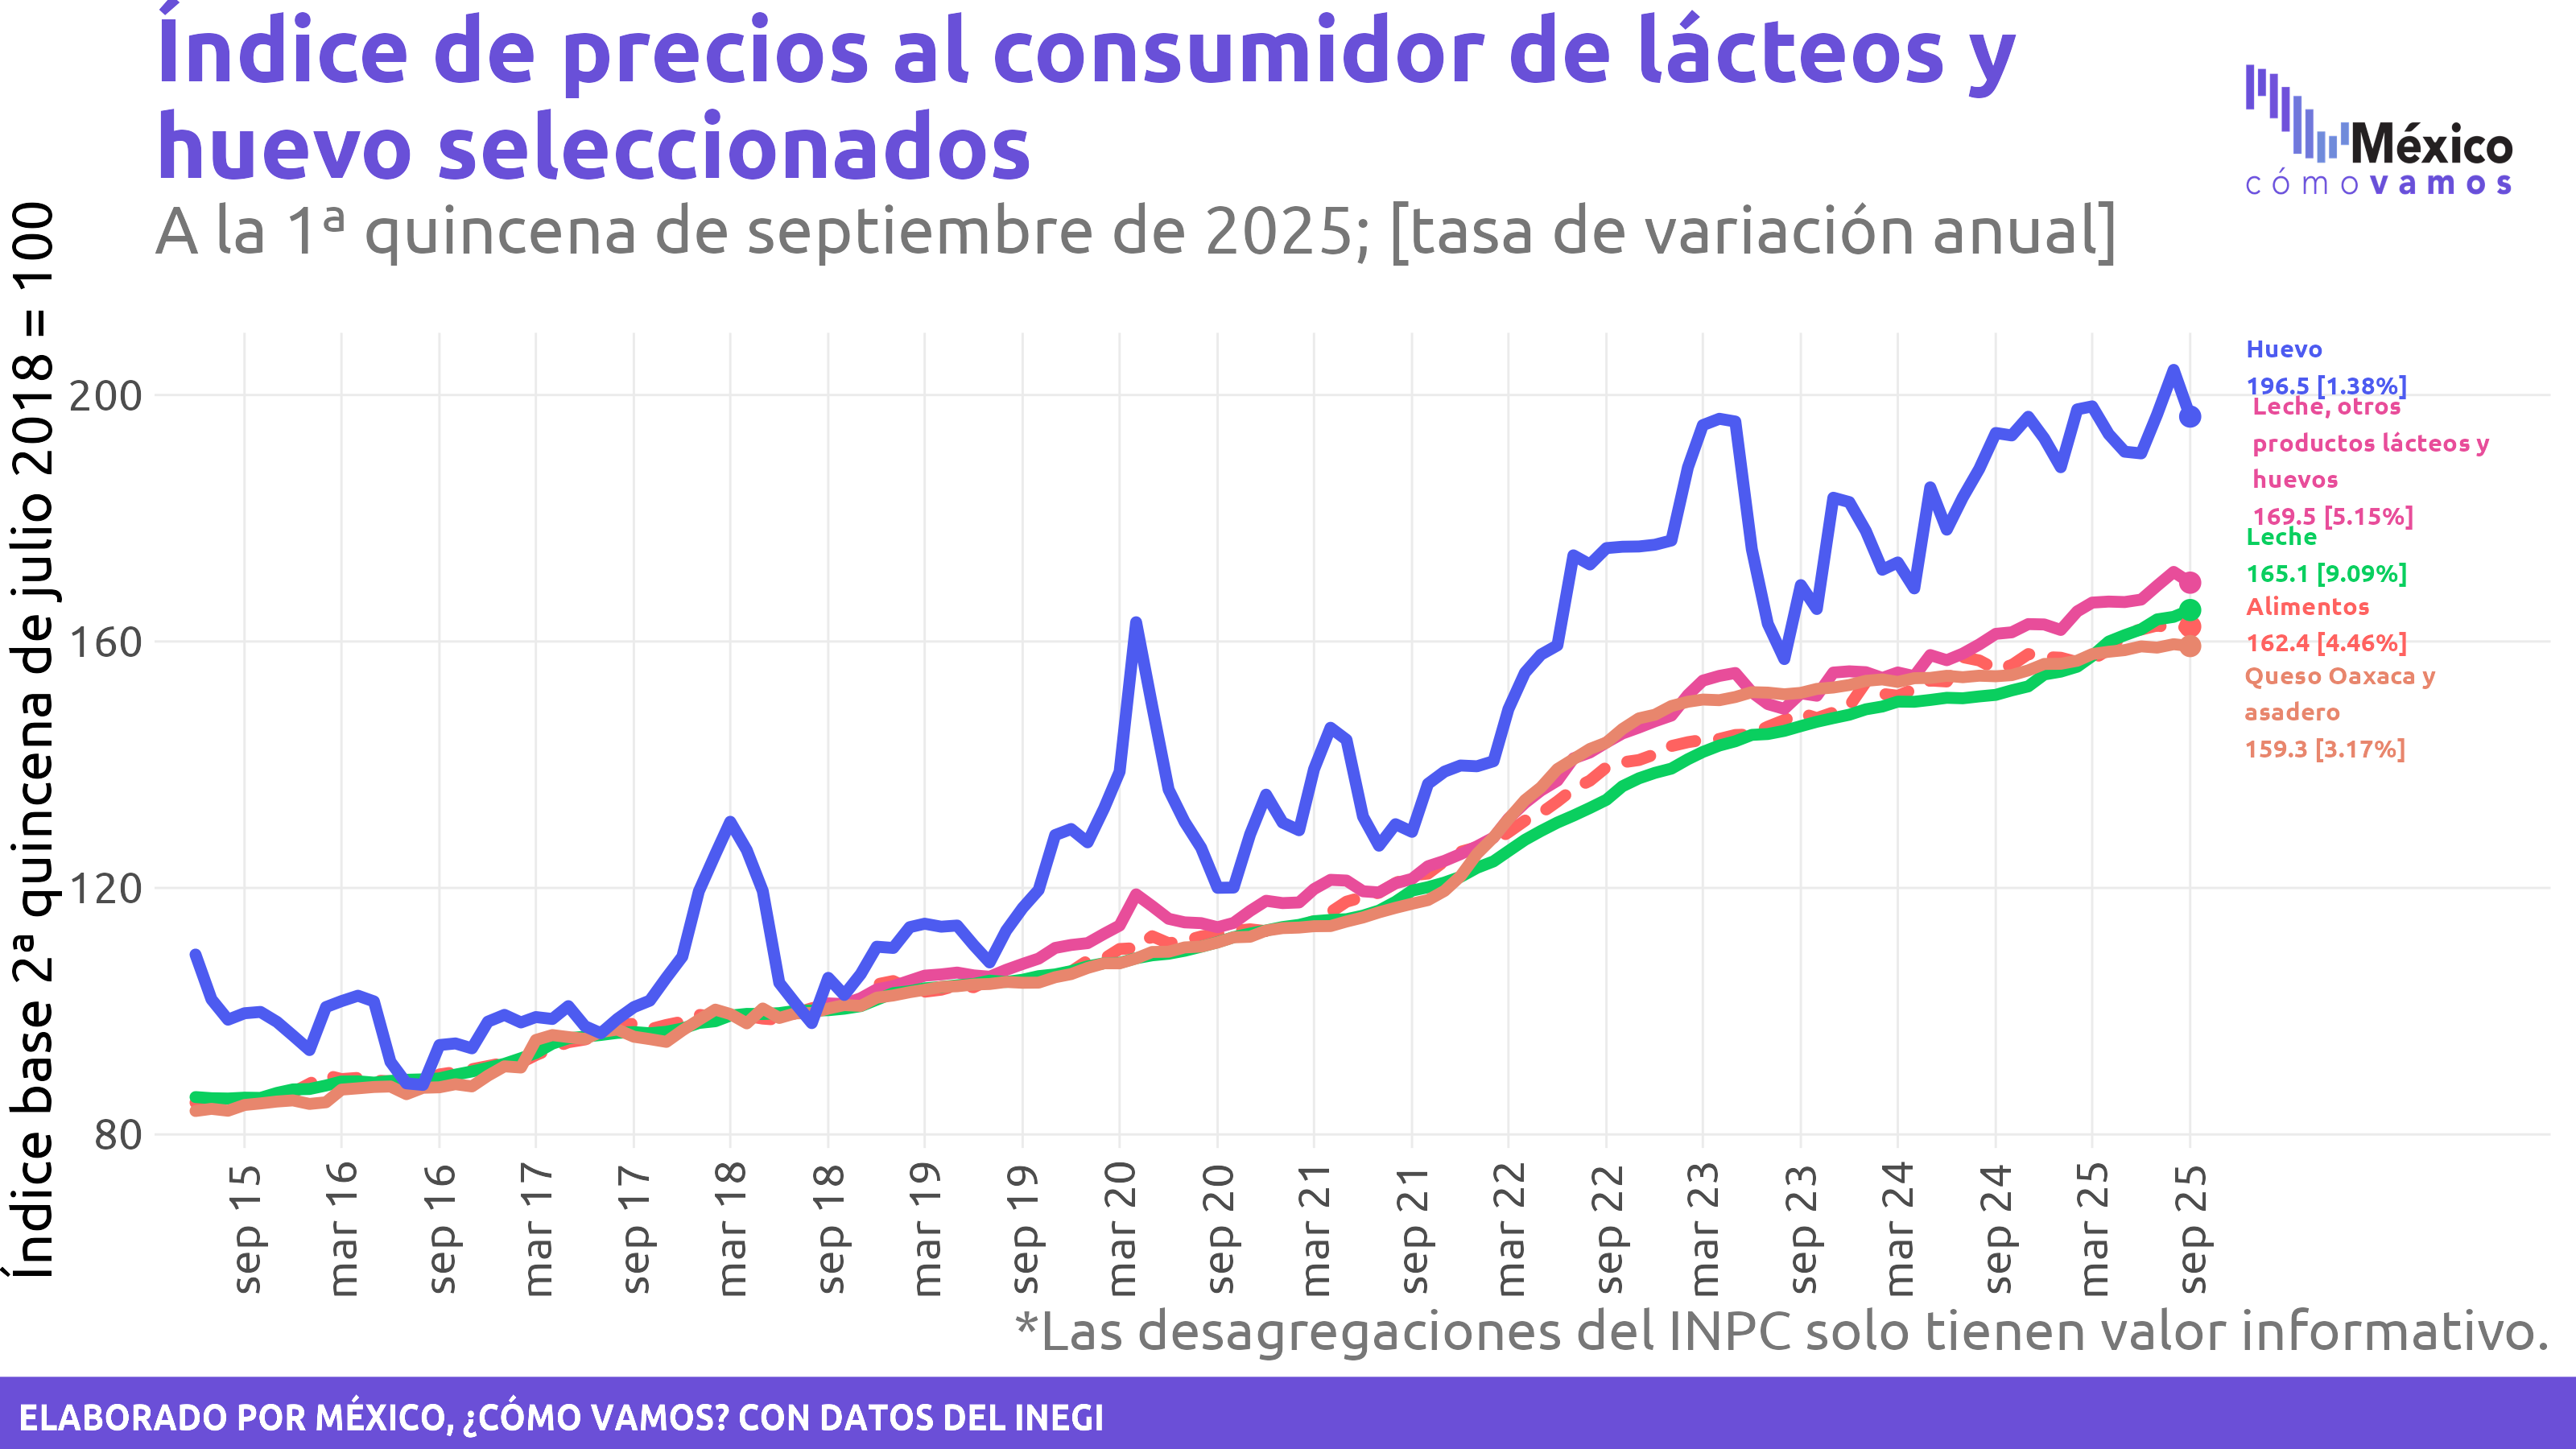 Índice de precios al consumidor de lácteos y
huevo seleccionados
A la 1ª quincena de septiembre de 2025; [tasa de variación anual]
México
cómo vamos
Índice base 2ª quincena de julio 2018 = 100
200
160
120
80
Huevo
196.5 [1.38%]
Leche, otros
productos lácteos y
huevos
169.5 [5.15%]
Leche
165.1 [9.09%]
Alimentos
162.4 [4.46%]
Queso Oaxaca y
asadero
159.3 [3.17%]
sep 15
mar 16
sep 16
mar 17
sep 17
mar 18
sep 18
mar 19
sep 19
mar 20
sep 20
mar 21
sep 21
mar 22
sep 22
mar 23
sep 23
mar 24
sep 24
mar 25
sep 25
*Las desagregaciones del INPC solo tienen valor informativo.
ELABORADO POR MÉXICO, ¿CÓMO VAMOS? CON DATOS DEL INEGI